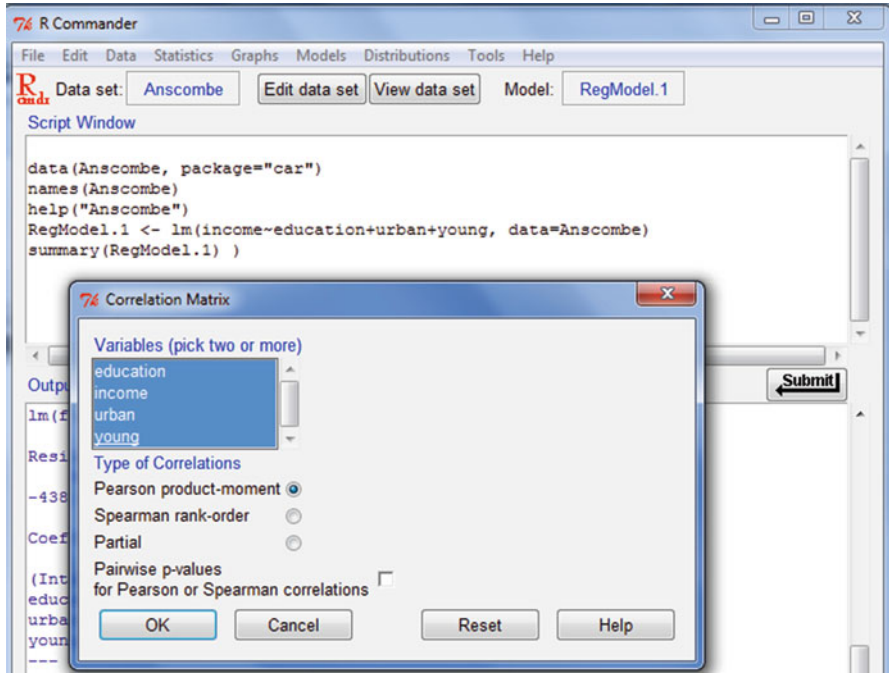 R Commander
File Edit Data Statistics Graphs Models Distributions Tools Help
Rcmdr Data set: Anscombe Edit data set View data set Model: RegModel.1
Script Window
data(Anscombe, package="car")
names(Anscombe)
help("Anscombe")
RegModel.1 <- lm(income~education+urban+young, data=Anscombe)
summary(RegModel.1) )
Correlation Matrix
Variables (pick two or more)
education
income
urban
young
Type of Correlations
Pearson product-moment
Spearman rank-order
Partial
Pairwise p-values
for Pearson or Spearman correlations
OK Cancel Reset Help
Outpu
Submit
lm(f
Resi
-438
Coef
(Int
educ
urba
youn
---